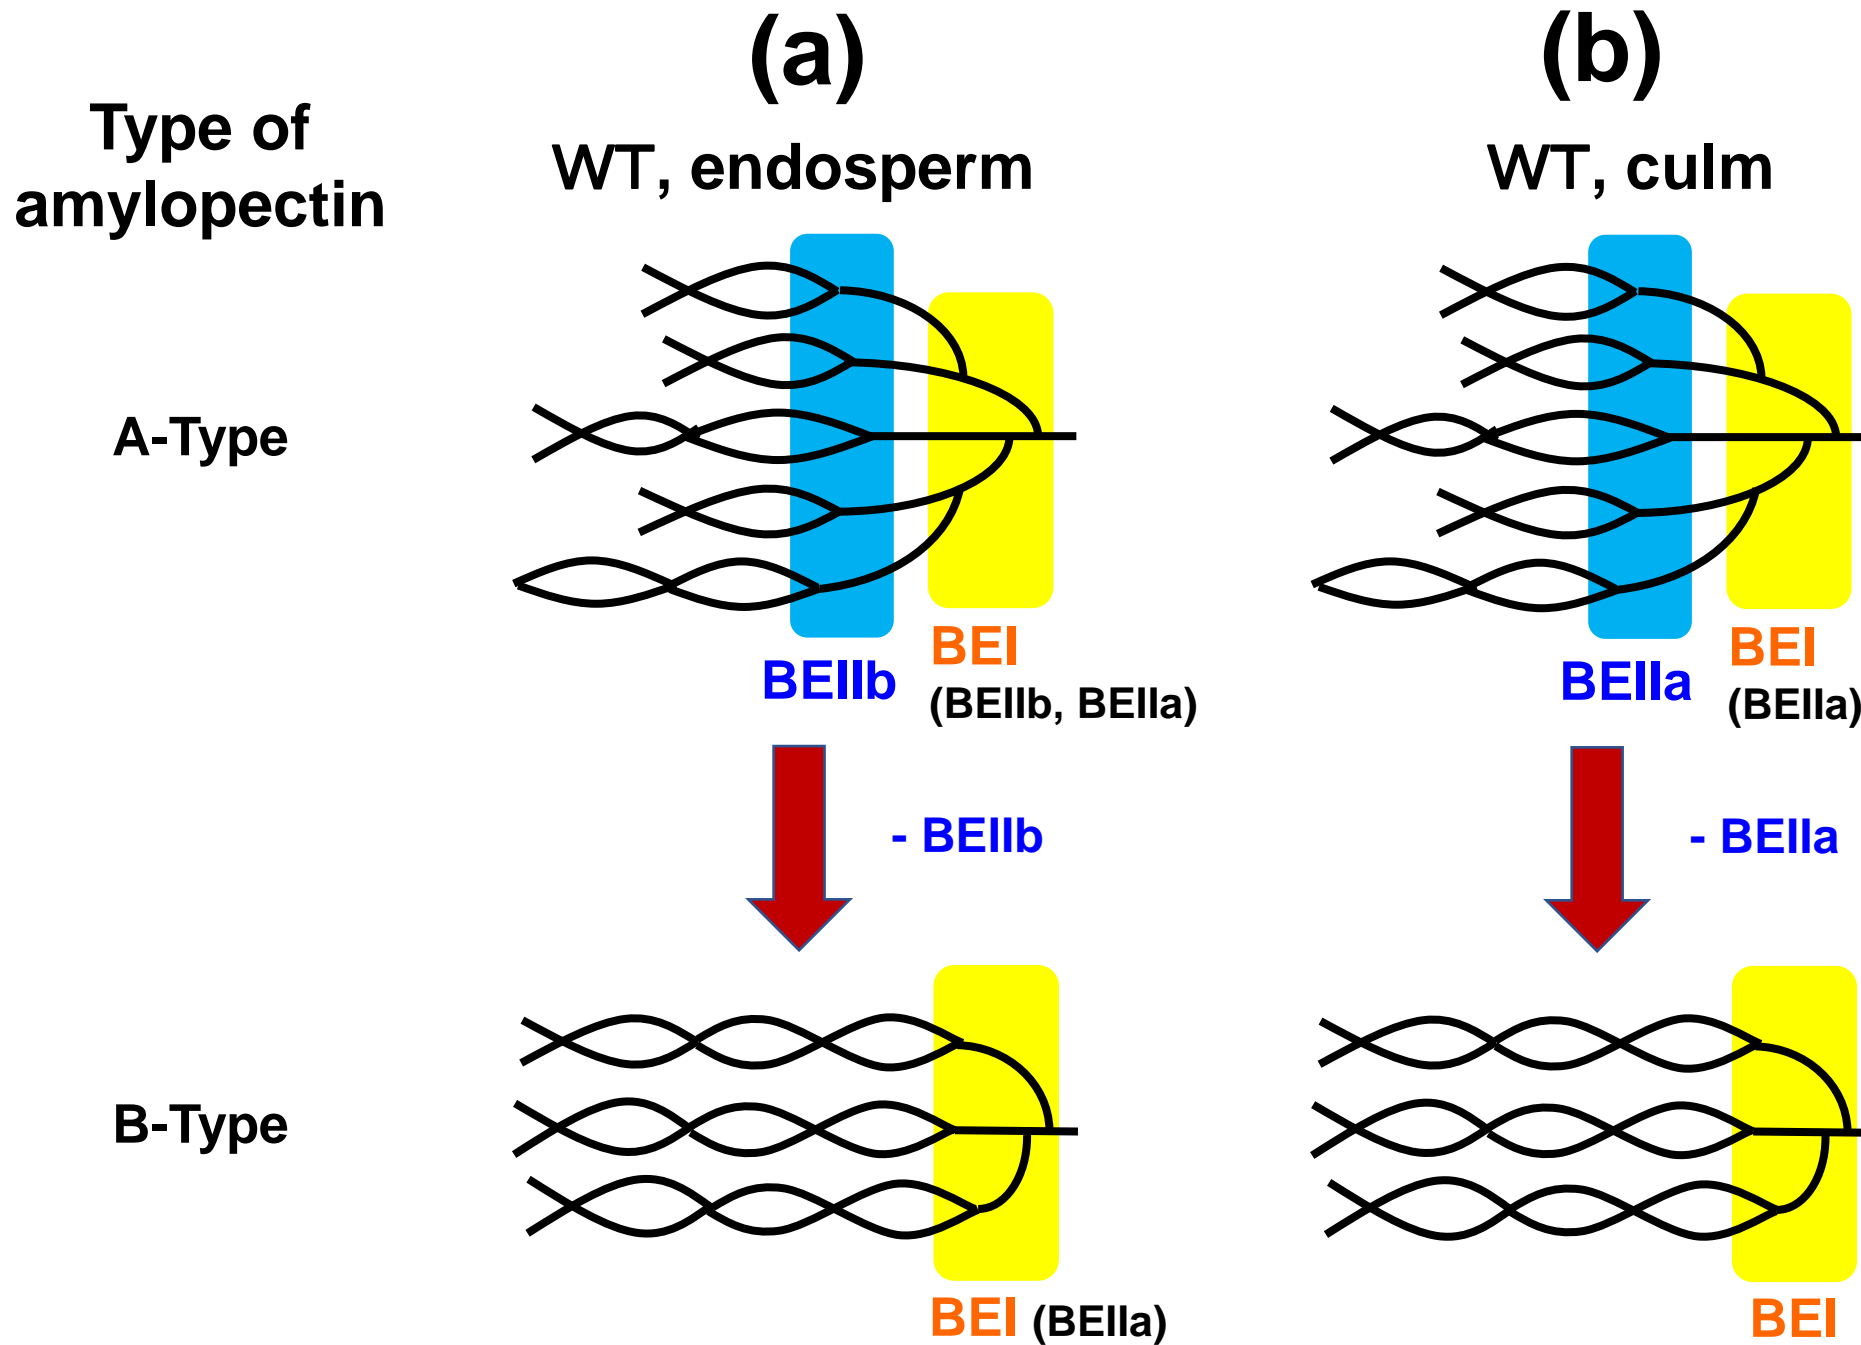 (a)
(b)
Type of
amylopectin
WT, endosperm
WT, culm
A-Type
BEIIb
BEI
(BEIIb, BEIIa)
BEIIa
BEI
(BEIIa)
- BEIIb
- BEIIa
B-Type
BEI (BEIIa)
BEI